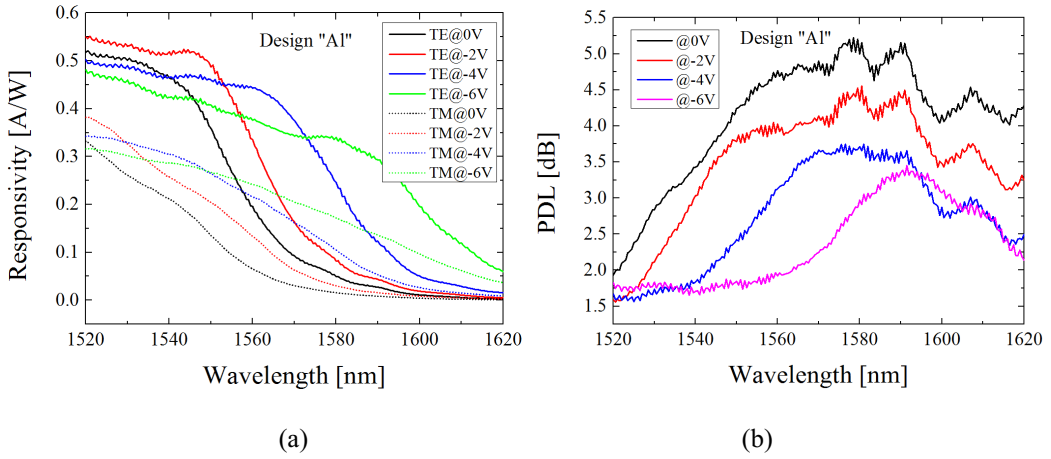 Design "Al"
TE@0V
TE@-2V
TE@-4V
TE@-6V
TM@0V
TM@-2V
TM@-4V
TM@-6V
Responsivity [A/W]
0.6
0.5
0.4
0.3
0.2
0.1
0.0
1520 1540 1560 1580 1600 1620
Wavelength [nm]
(a)
Design "Al"
@0V
@-2V
@-4V
@-6V
PDL [dB]
5.5
5.0
4.5
4.0
3.5
3.0
2.5
2.0
1.5
1520 1540 1560 1580 1600 1620
Wavelength [nm]
(b)